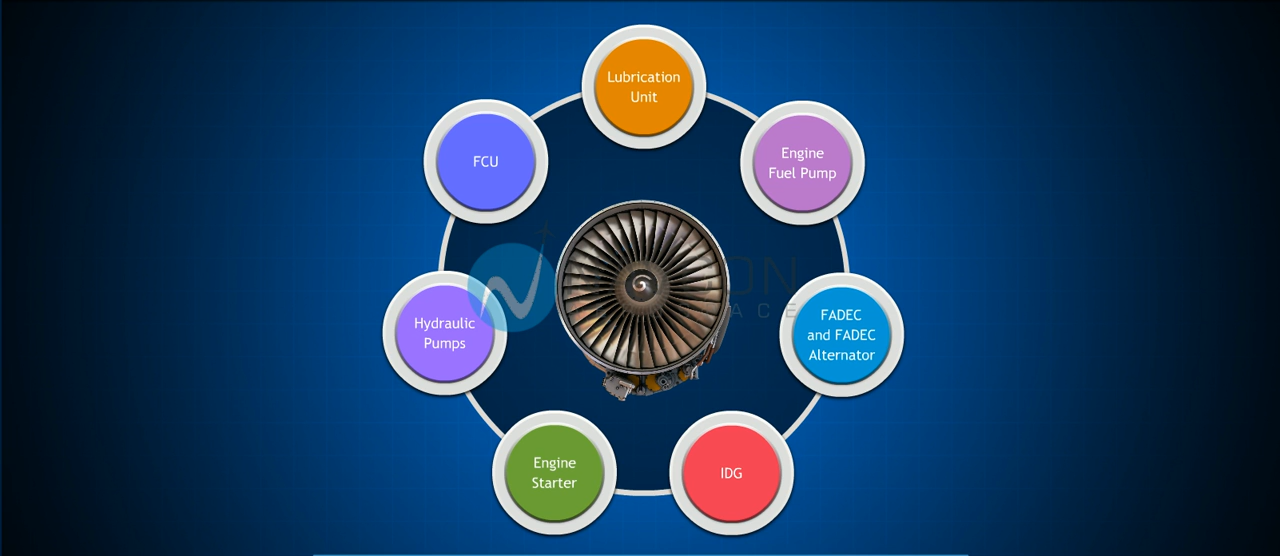 Lubrication
Unit
Engine
Fuel Pump
FADEC
and FADEC
Alternator
IDG
Engine
Starter
Hydraulic
Pumps
FCU